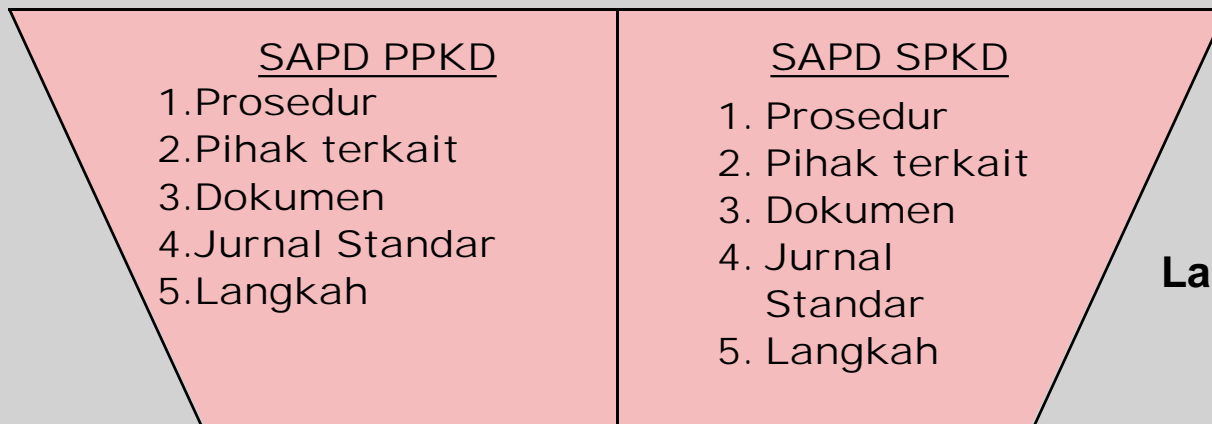 SAPD PPKD
1.Prosedur
2.Pihak terkait
3.Dokumen
4.Jurnal Standar
5.Langkah
SAPD SPKD
1. Prosedur
2. Pihak terkait
3. Dokumen
4. Jurnal
Standar
5. Langkah
La